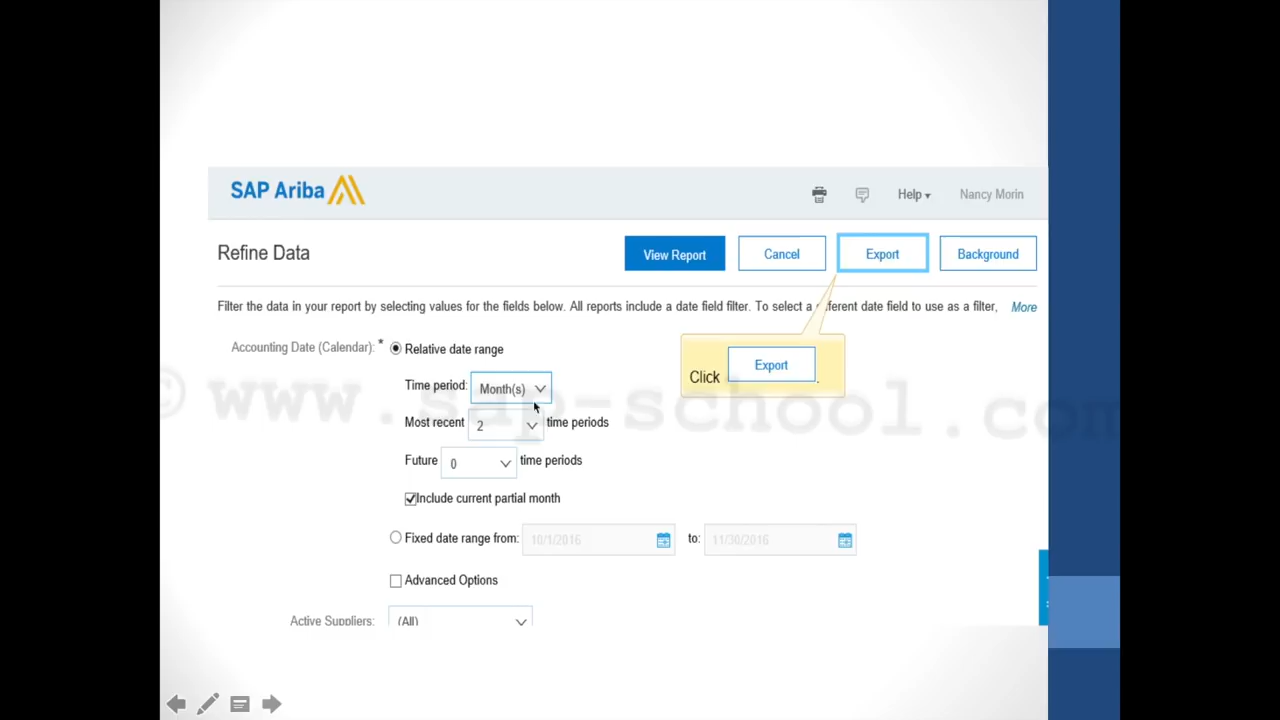 SAP Ariba
Help
Nancy Morin
Refine Data
View Report
Cancel
Export
Background
Filter the data in your report by selecting values for the fields below. All reports include a date field filter. To select a different date field to use as a filter, More
Accounting Date (Calendar): *
Relative date range
Time period: Month(s)
Click Export .
© www.sap-school.com
Most recent 2 time periods
Future 0 time periods
Include current partial month
Fixed date range from: 10/1/2016 to: 11/30/2016
Advanced Options
Active Suppliers: (All)